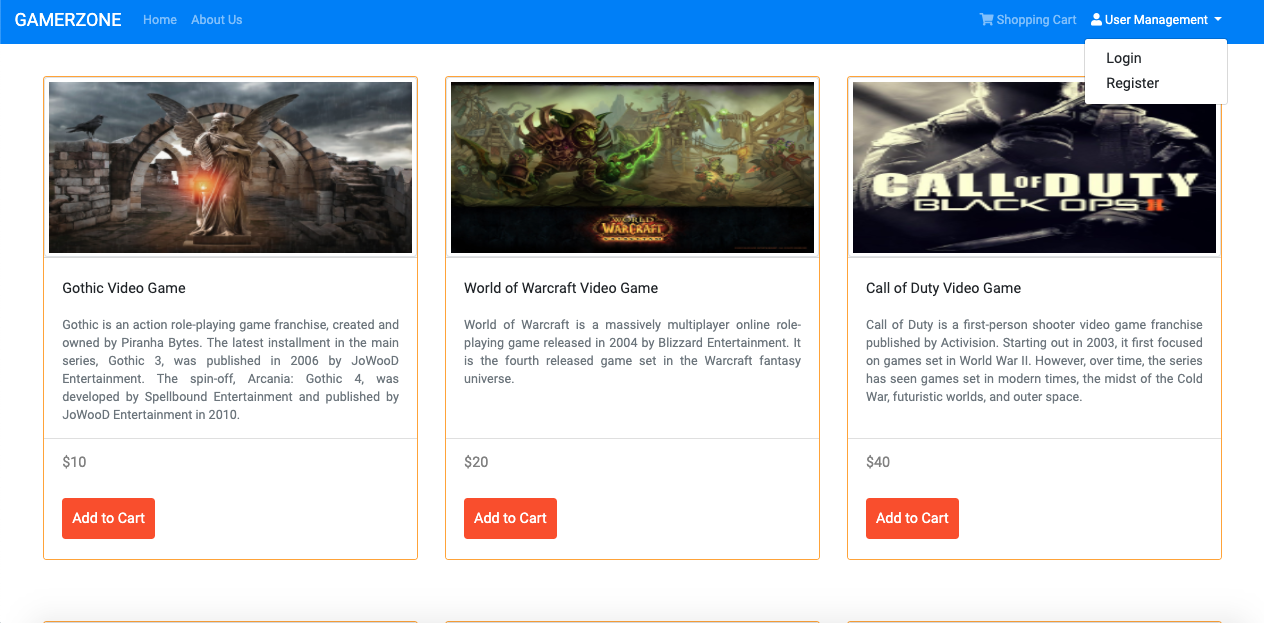 GAMERZONE Home About Us Shopping Cart User Management
Login
Register
WORLD
OF
WARCRAFT
CALL OF DUTY
BLACK OPS II
Gothic Video Game
Gothic is an action role-playing game franchise, created and
owned by Piranha Bytes. The latest installment in the main
series, Gothic 3, was published in 2006 by JoWooD
Entertainment. The spin-off, Arcania: Gothic 4, was
developed by Spellbound Entertainment and published by
JoWooD Entertainment in 2010.
$10
Add to Cart
World of Warcraft Video Game
World of Warcraft is a massively multiplayer online role-
playing game released in 2004 by Blizzard Entertainment. It
is the fourth released game set in the Warcraft fantasy
universe.
$20
Add to Cart
Call of Duty Video Game
Call of Duty is a first-person shooter video game franchise
published by Activision. Starting out in 2003, it first focused
on games set in World War II. However, over time, the series
has seen games set in modern times, the midst of the Cold
War, futuristic worlds, and outer space.
$40
Add to Cart